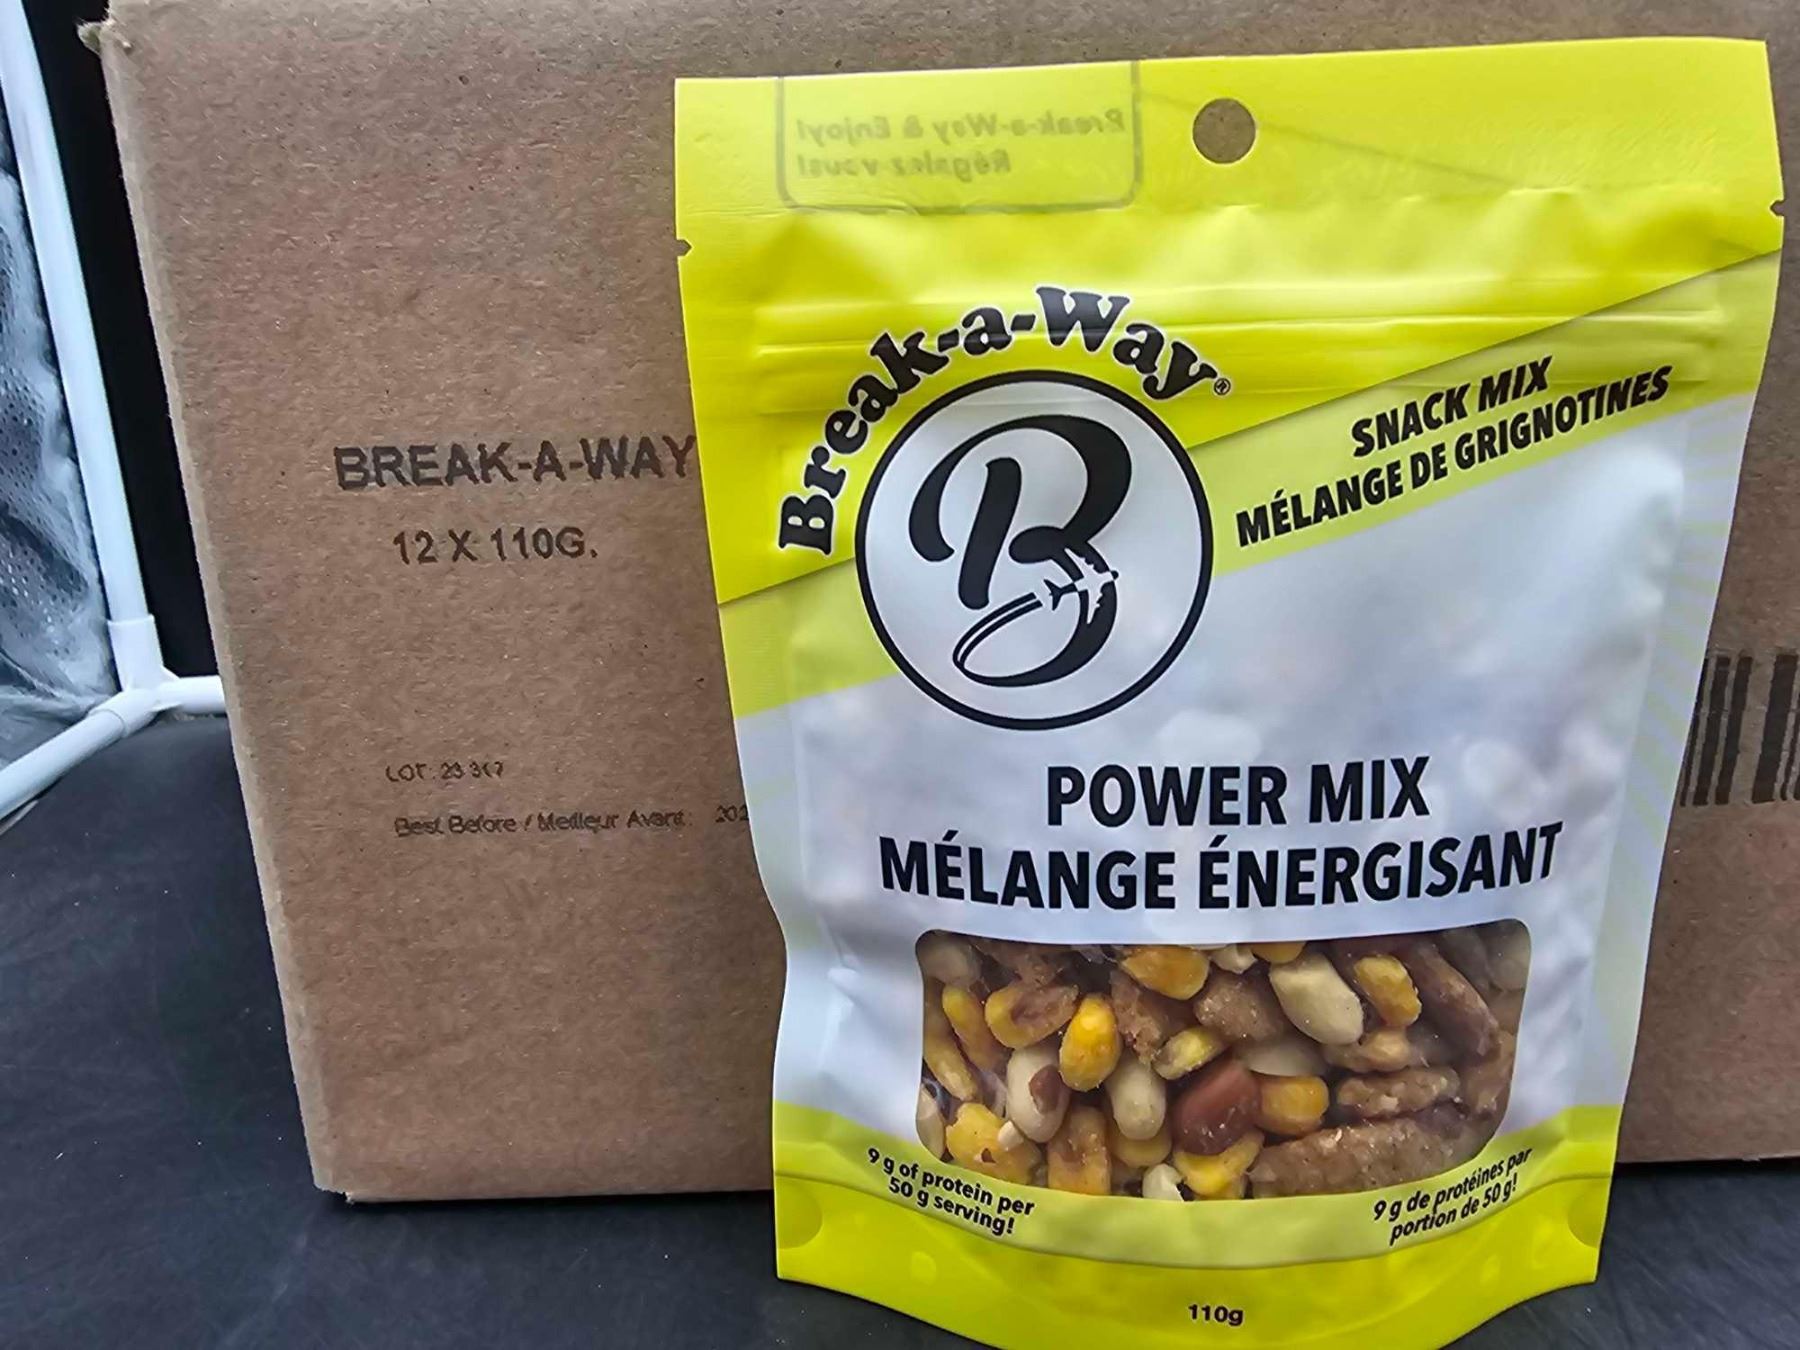 BREAK-A-WAY
12 X 110G.
LOT: 23 317
Best Before / Meilleur Avant: 202
Break-a-Way & Enjoy!
Régalez-vous!
Break-a-Way®
B
SNACK MIX
MÉLANGE DE GRIGNOTINES
POWER MIX
MÉLANGE ÉNERGISANT
9 g of protein per
50 g serving!
9 g de protéines par
portion de 50 g!
110g